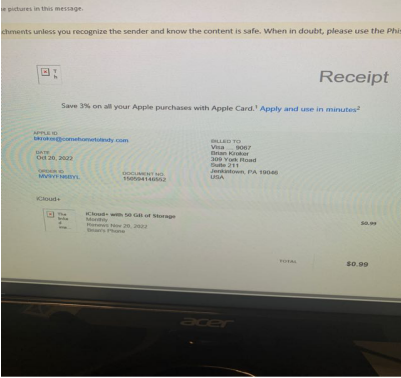 e pictures in this message.
chments unless you recognize the sender and know the content is safe. When in doubt, please use the Phis
Receipt
Save 3% on all your Apple purchases with Apple Card.¹ Apply and use in minutes²
APPLE ID
BILLED TO
Visa .... 9067
Brian Kroker
309 York Road
Suite 211
Jenkintown, PA 19046
USA
DATE
Oct 20, 2022
ORDER ID
DOCUMENT NO.
iCloud+
iCloud+ with 50 GB of Storage
Monthly
Renews Nov 20, 2022
Brian's Phone
$0.99
TOTAL
$0.99
acer